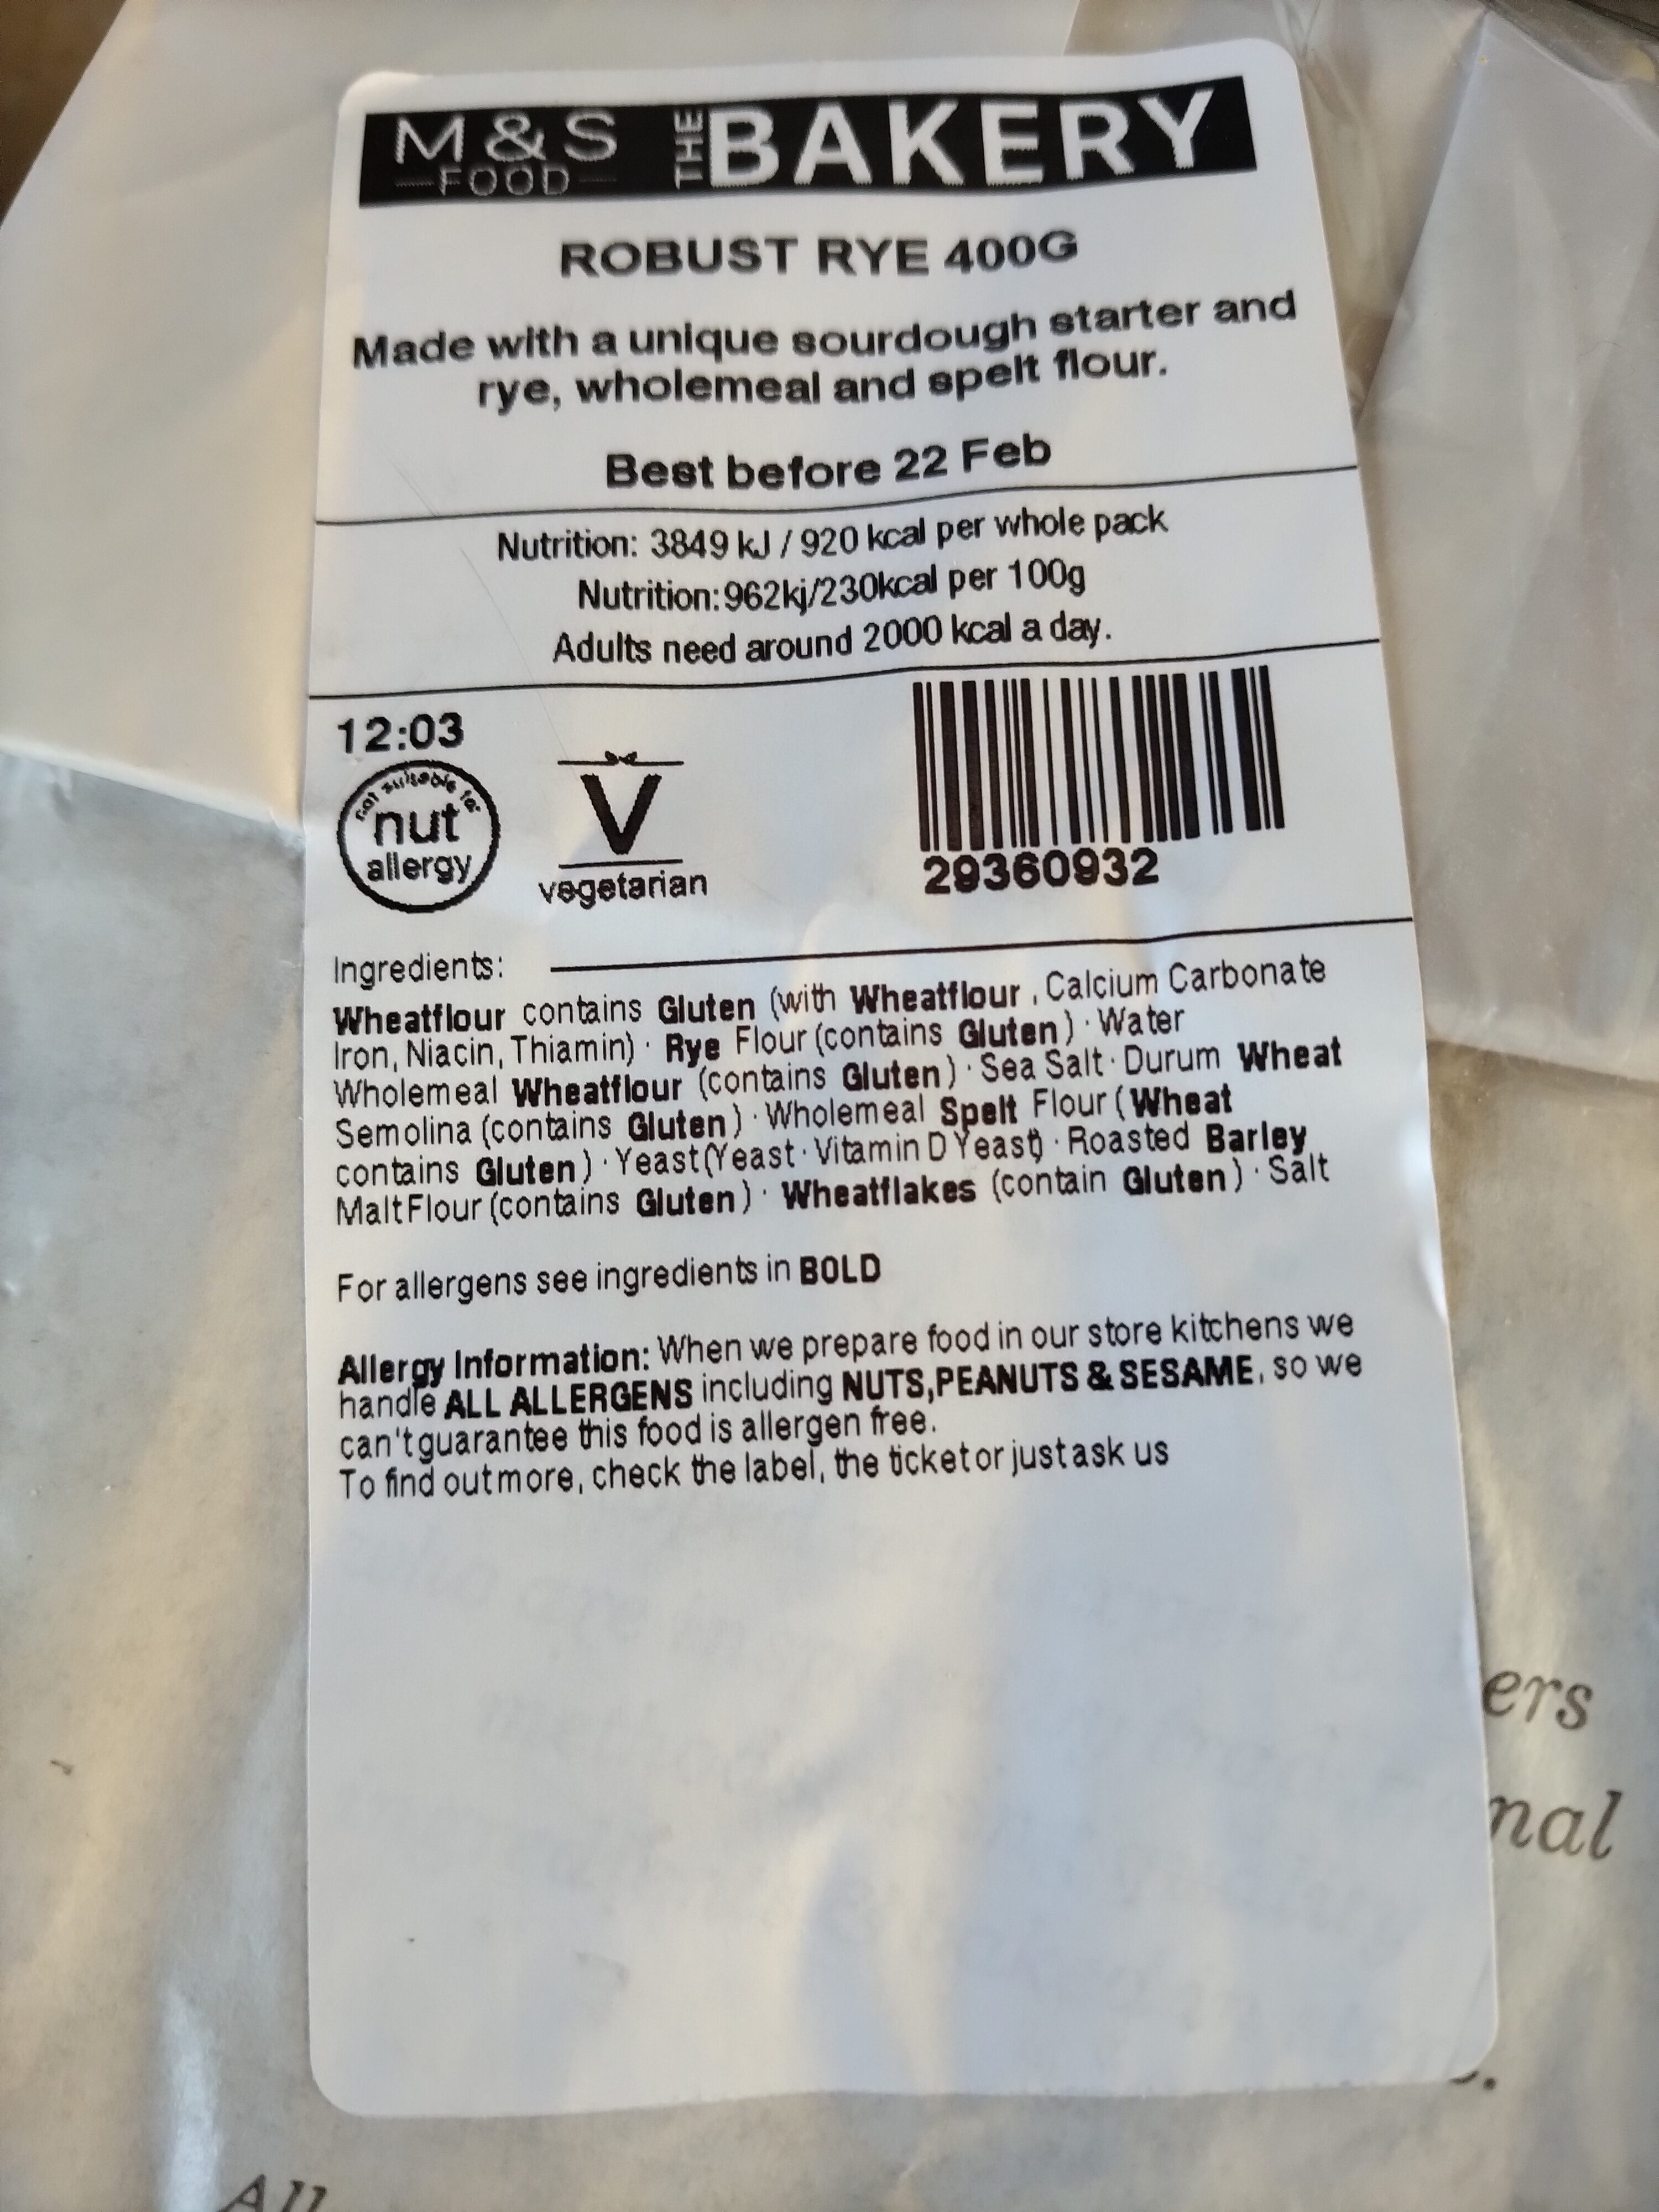 M&S
FOOD
THE BAKERY
ROBUST RYE 400G
Made with a unique sourdough starter and
rye, wholemeal and spelt flour.
Best before 22 Feb
Nutrition: 3849 kJ / 920 kcal per whole pack
Nutrition:962kj/230kcal per 100g
Adults need around 2000 kcal a day.
12:03
not suitable for
nut
allergy
V
vegetarian
29360932
Ingredients:
Wheatflour contains Gluten (with Wheatflour , Calcium Carbonate
Iron, Niacin, Thiamin) · Rye Flour (contains Gluten) · Water
Wholemeal Wheatflour (contains Gluten) · Sea Salt · Durum Wheat
Semolina (contains Gluten) · Wholemeal Spelt Flour ( Wheat
contains Gluten) · Yeast (Yeast · Vitamin D Yeast) · Roasted Barley
Malt Flour (contains Gluten) · Wheatflakes (contain Gluten) · Salt
For allergens see ingredients in BOLD
Allergy Information: When we prepare food in our store kitchens we
handle ALL ALLERGENS including NUTS,PEANUTS & SESAME, so we
can't guarantee this food is allergen free.
To find out more, check the label, the ticket or just ask us
ers
nal
All